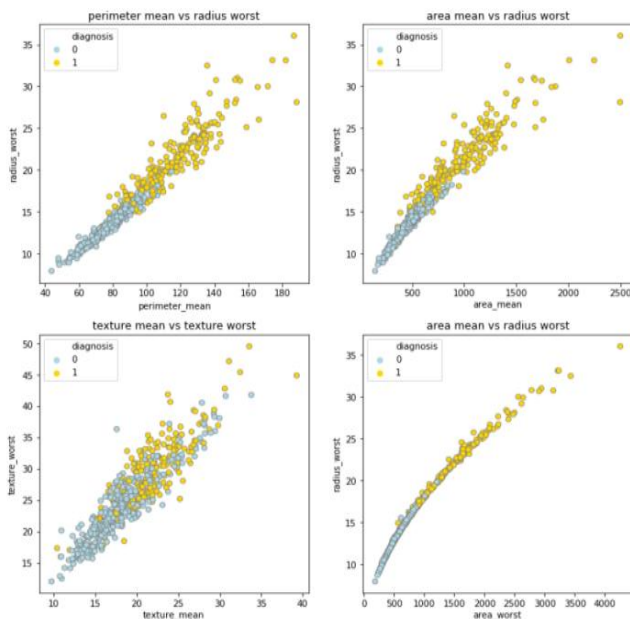 perimeter mean vs radius worst
diagnosis
0
1
35
30
25
20
15
10
radius_worst
40 60 80 100 120 140 160 180
perimeter_mean
area mean vs radius worst
diagnosis
0
1
35
30
25
20
15
10
radius_worst
500 1000 1500 2000 2500
area_mean
texture mean vs texture worst
diagnosis
0
1
50
45
40
35
30
25
20
15
texture_worst
10 15 20 25 30 35 40
texture_mean
area mean vs radius worst
diagnosis
0
1
35
30
25
20
15
10
radius_worst
0 500 1000 1500 2000 2500 3000 3500 4000
area_worst